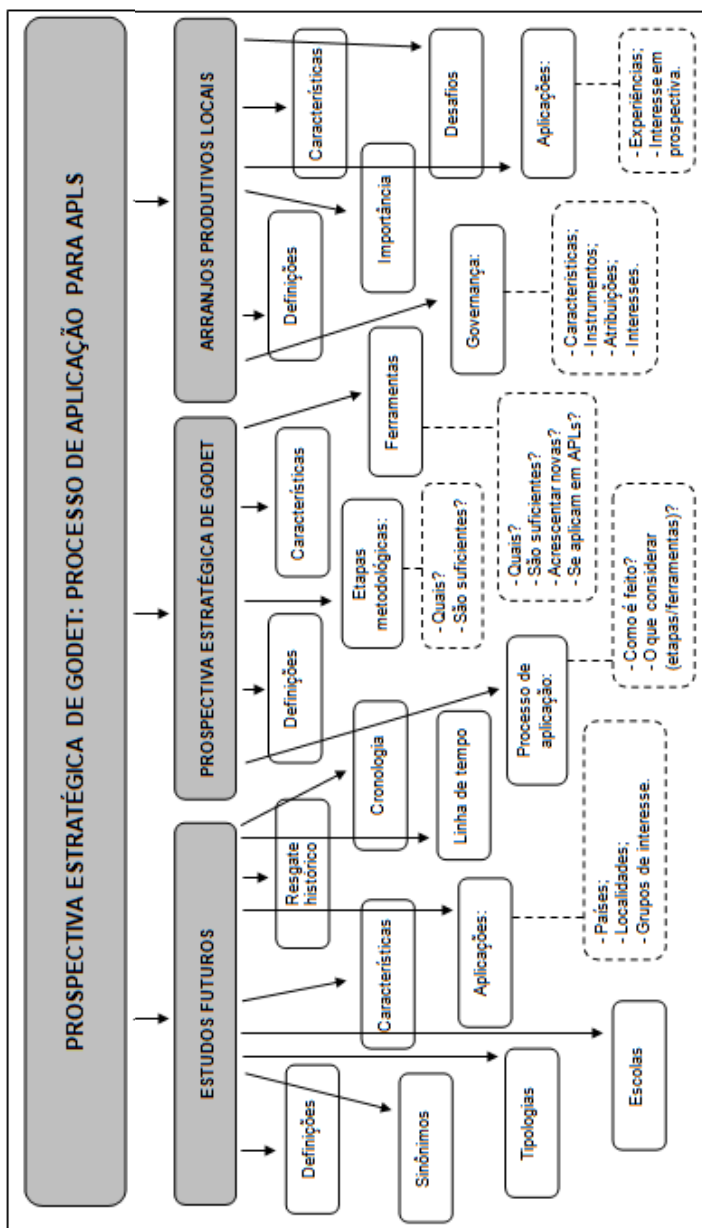 PROSPECTIVA ESTRATÉGICA DE GODET: PROCESSO DE APLICAÇÃO PARA APLS
ESTUDOS FUTUROS
Definições
Sinônimos
Tipologias
Escolas
Características
Aplicações:
- Países;
- Localidades;
- Grupos de interesse.
Resgate
histórico
Linha de tempo
Cronologia
PROSPECTIVA ESTRATÉGICA DE GODET
Definições
Processo de
aplicação:
- Como é feito?
- O que considerar
(etapas/ferramentas)?
Etapas
metodológicas:
- Quais?
- São suficientes?
Características
Ferramentas
- Quais?
- São suficientes?
- Acrescentar novas?
- Se aplicam em APLs?
ARRANJOS PRODUTIVOS LOCAIS
Definições
Governança:
- Características;
- Instrumentos;
- Atribuições;
- Interesses.
Importância
Características
Desafios
Aplicações:
- Experiências;
- Interesse em
prospectiva.